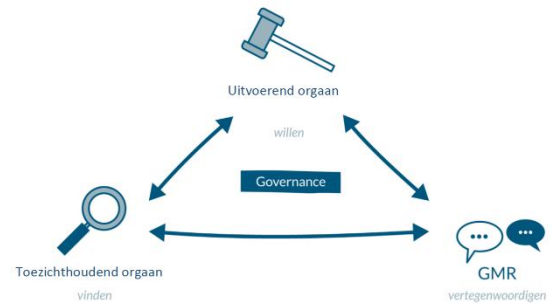 Uitvoerend orgaan
willen
Governance
Toezichthoudend orgaan
vinden
GMR
vertegenwoordigen